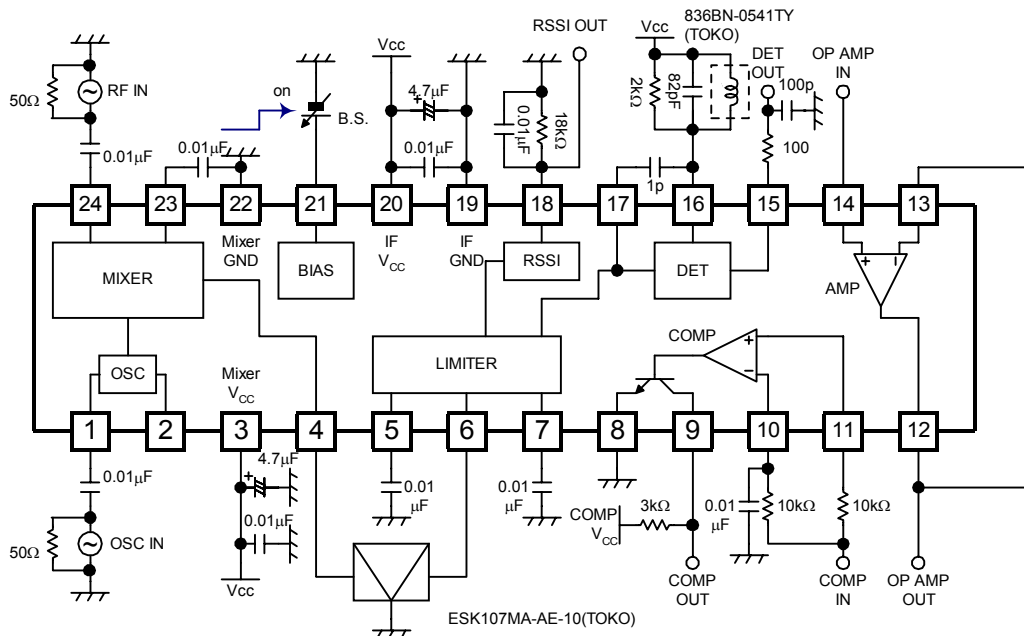 836BN-0541TY
(TOKO)
RSSI OUT
Vcc
Vcc
DET
OUT
OP AMP
IN
50Ω
RF IN
on
B.S.
4.7μF
+
0.01μF
18kΩ
2kΩ
82pF
100p
0.01μF
0.01μF
0.01μF
1p
100
24
23
22
21
20
19
18
17
16
15
14
13
MIXER
Mixer
GND
BIAS
IF
VCC
IF
GND
RSSI
DET
+
−
AMP
COMP
+
−
OSC
Mixer
VCC
LIMITER
1
2
3
4
5
6
7
8
9
10
11
12
0.01μF
+
4.7μF
0.01μF
0.01
μF
0.01
μF
COMP
VCC
3kΩ
0.01
μF
10kΩ
10kΩ
50Ω
OSC IN
Vcc
COMP
OUT
COMP
IN
OP AMP
OUT
ESK107MA-AE-10(TOKO)